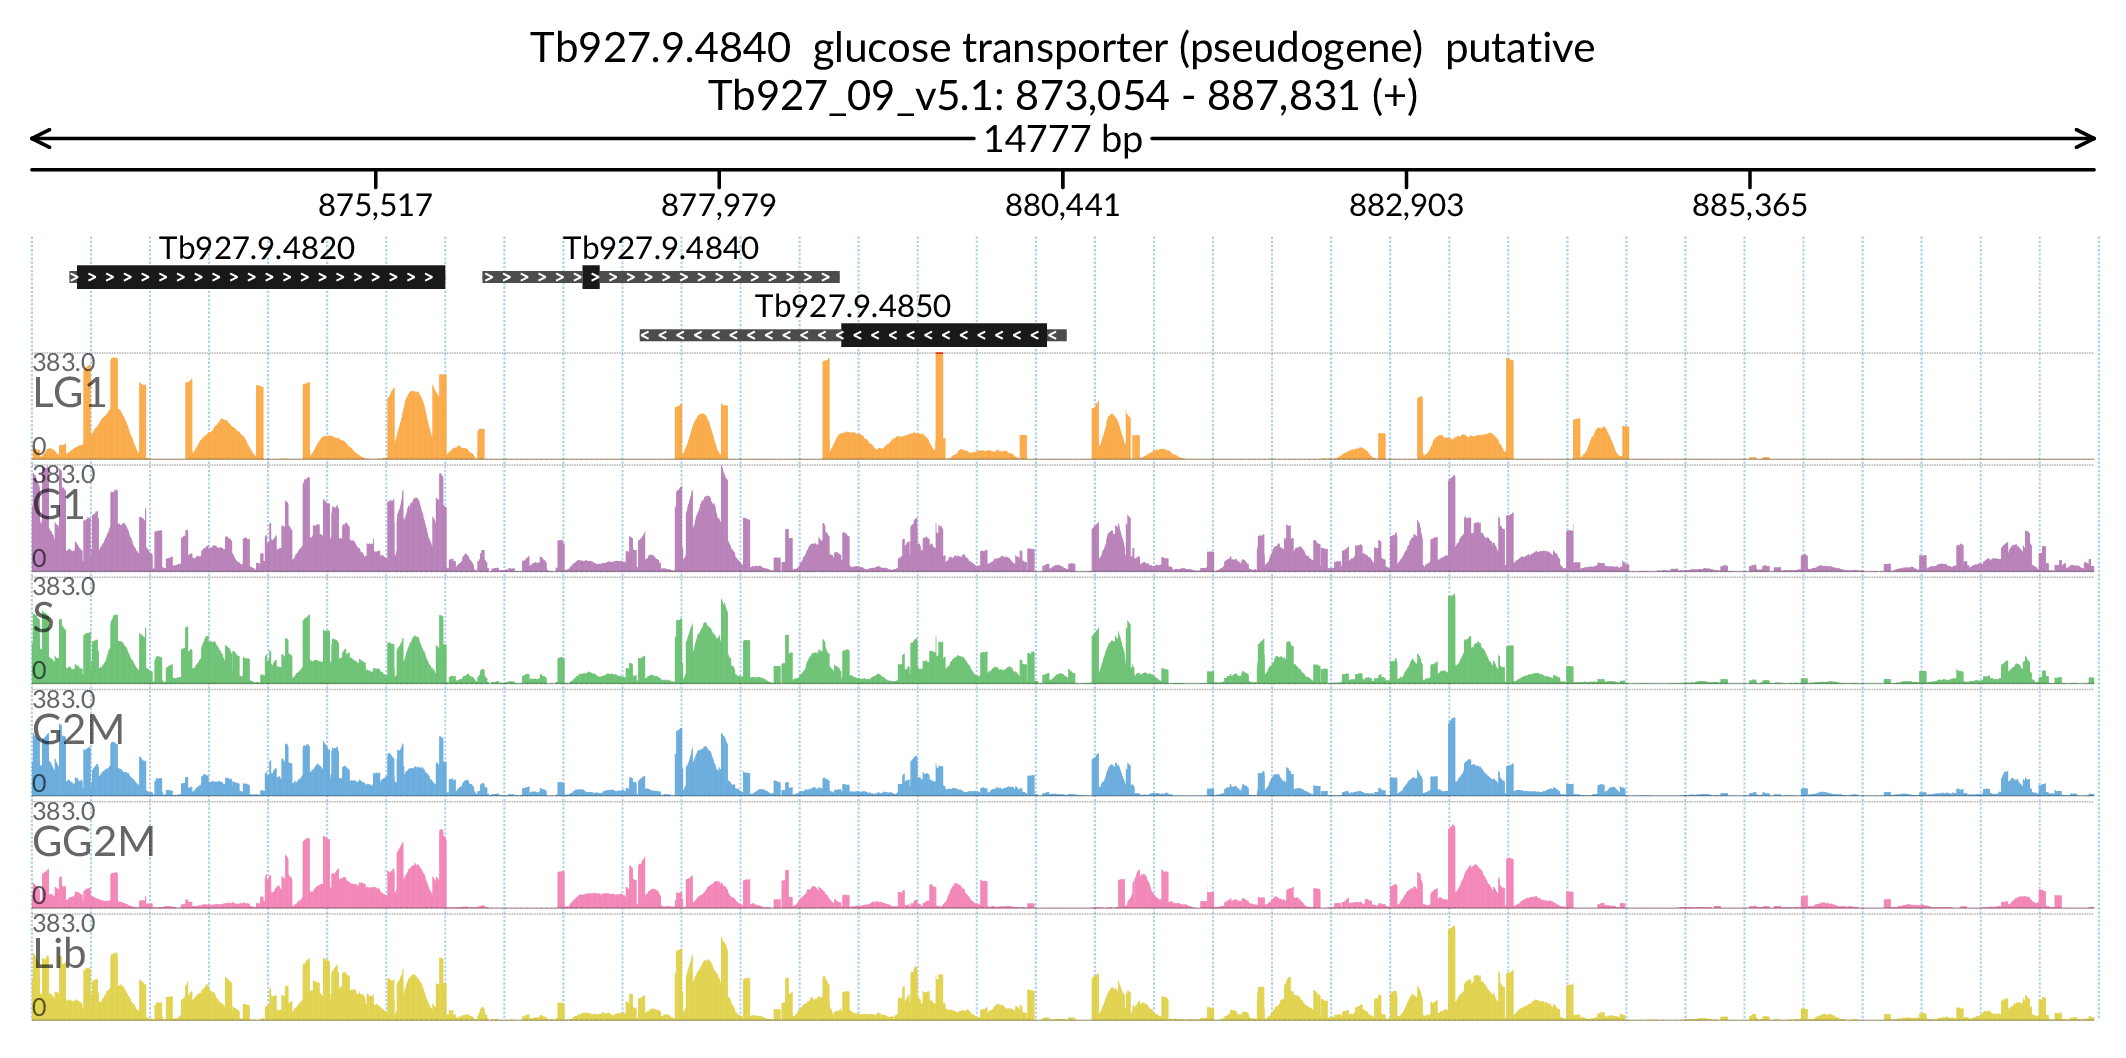 Tb927.9.4840  glucose transporter (pseudogene)  putative
Tb927_09_v5.1: 873,054 - 887,831 (+)
14777 bp
875,517 877,979 880,441 882,903 885,365
Tb927.9.4820 Tb927.9.4840
Tb927.9.4850
383.0
LG1
0
383.0
G1
0
383.0
S
0
383.0
G2M
0
383.0
GG2M
0
383.0
Lib
0